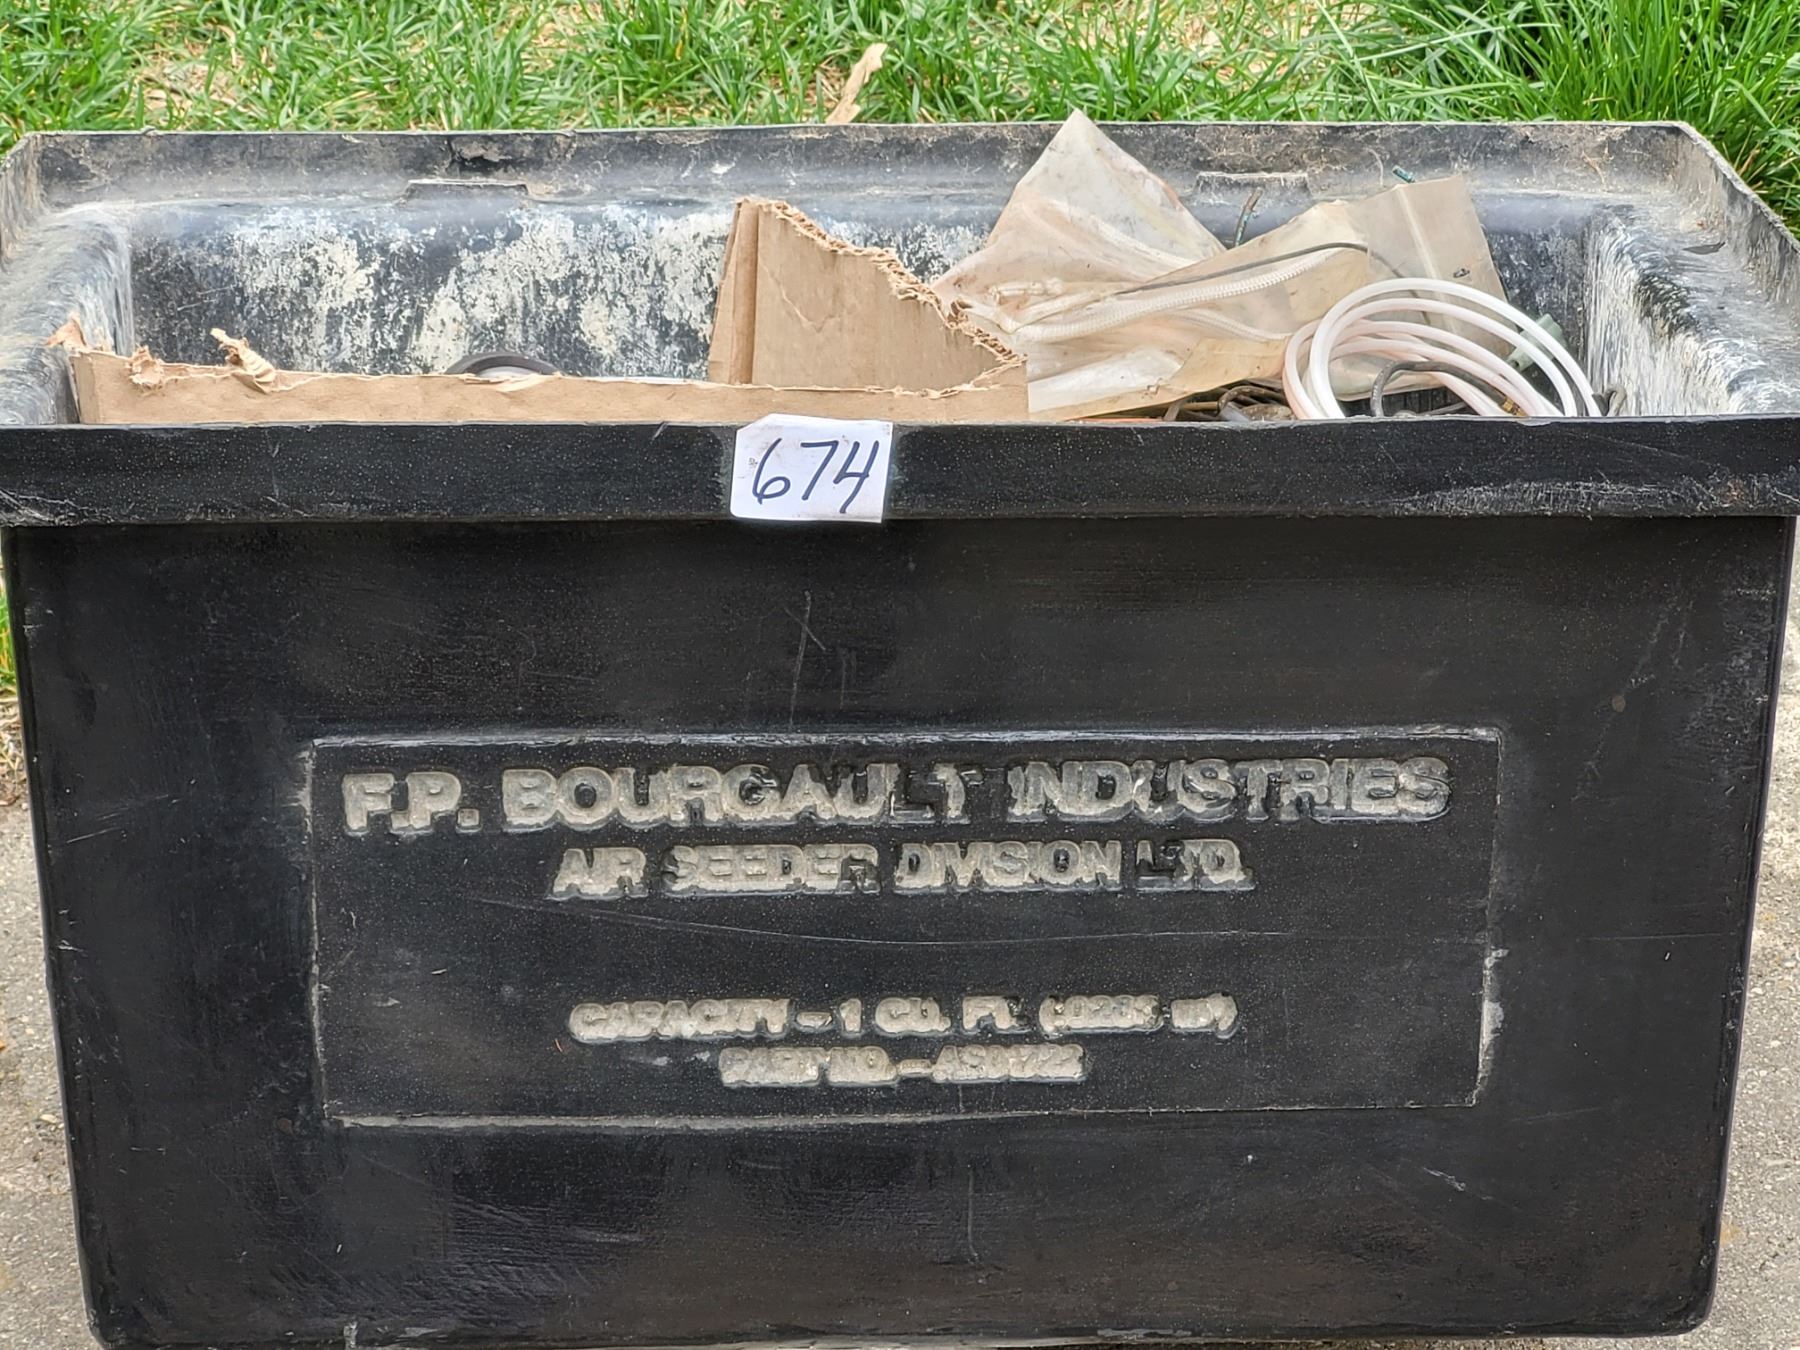 674
F.P. BOURGAULT INDUSTRIES
AIR SEEDER DIVISION LTD.
CAPACITY - 1 CU. FT.
PART NO. -